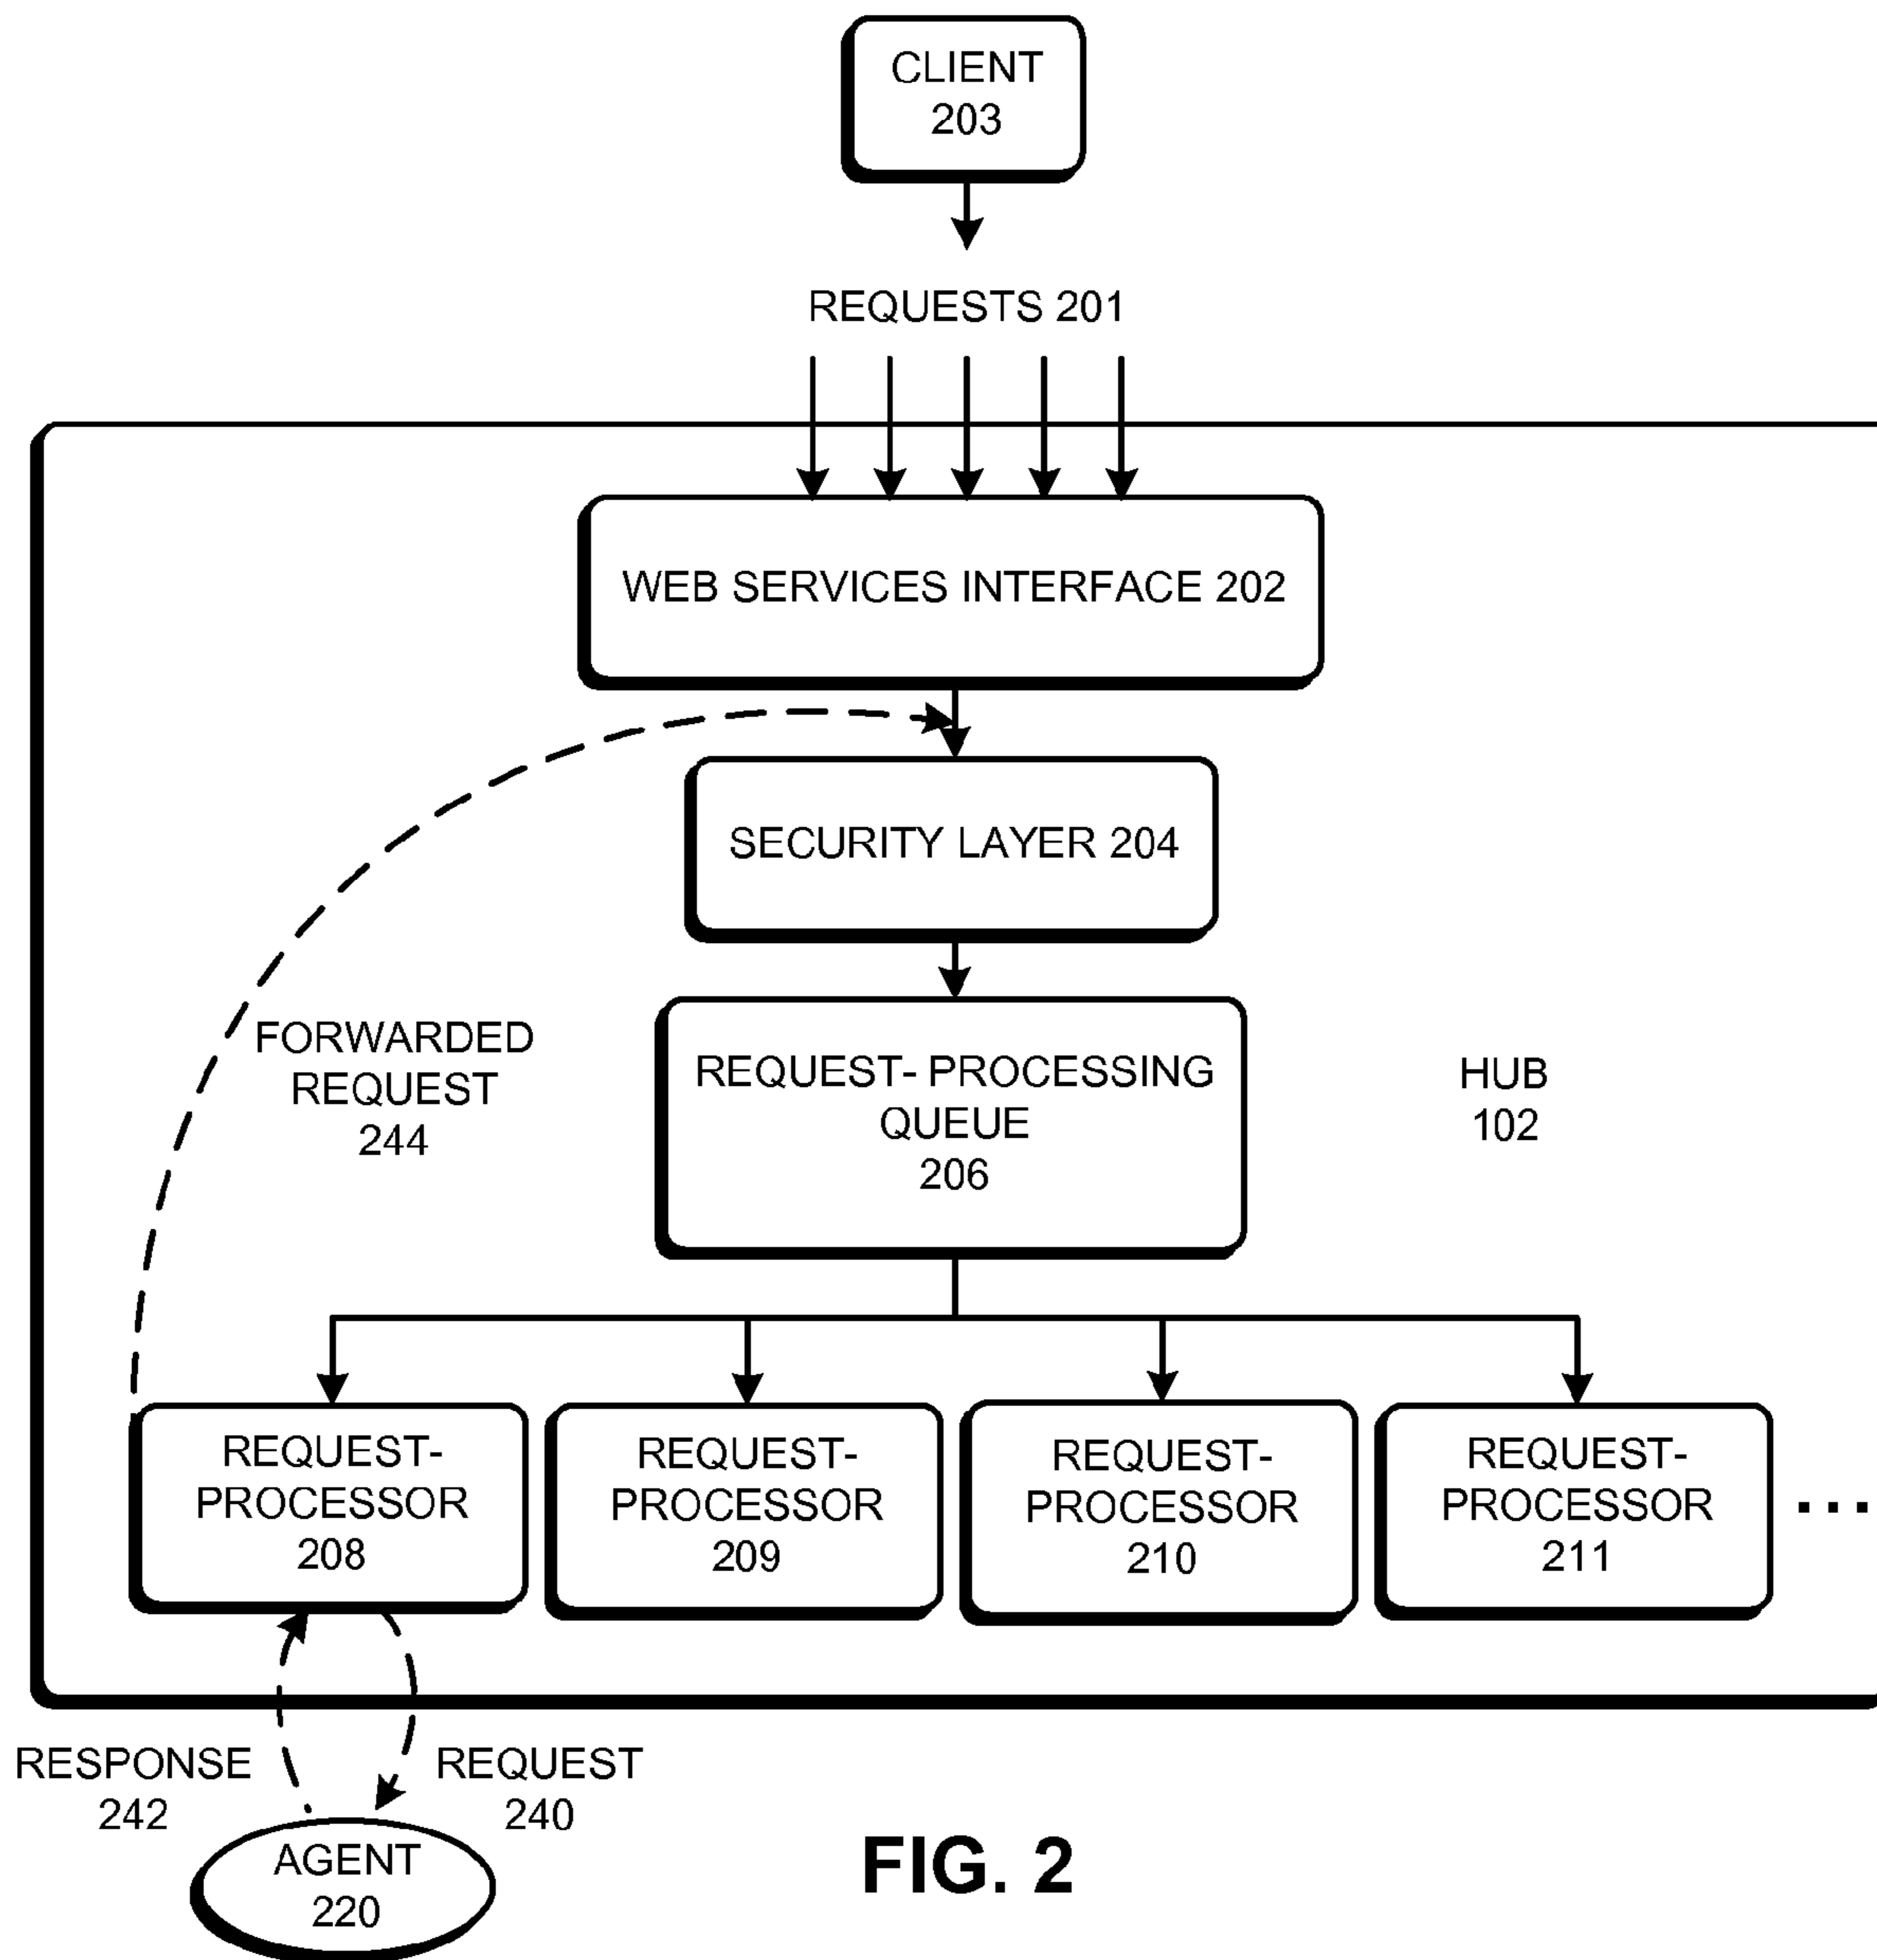 CLIENT
203
REQUESTS 201
WEB SERVICES INTERFACE 202
SECURITY LAYER 204
FORWARDED
REQUEST
244
REQUEST- PROCESSING
QUEUE
206
HUB
102
REQUEST-
PROCESSOR
208
REQUEST-
PROCESSOR
209
REQUEST-
PROCESSOR
210
REQUEST-
PROCESSOR
211
...
RESPONSE
242
REQUEST
240
AGENT
220
FIG. 2